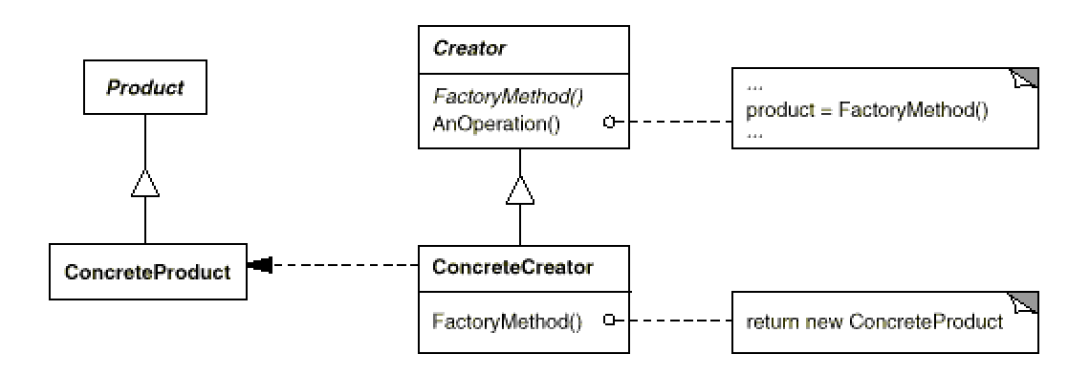 Product
ConcreteProduct
Creator
FactoryMethod()
AnOperation()
...
product = FactoryMethod()
...
ConcreteCreator
FactoryMethod()
return new ConcreteProduct